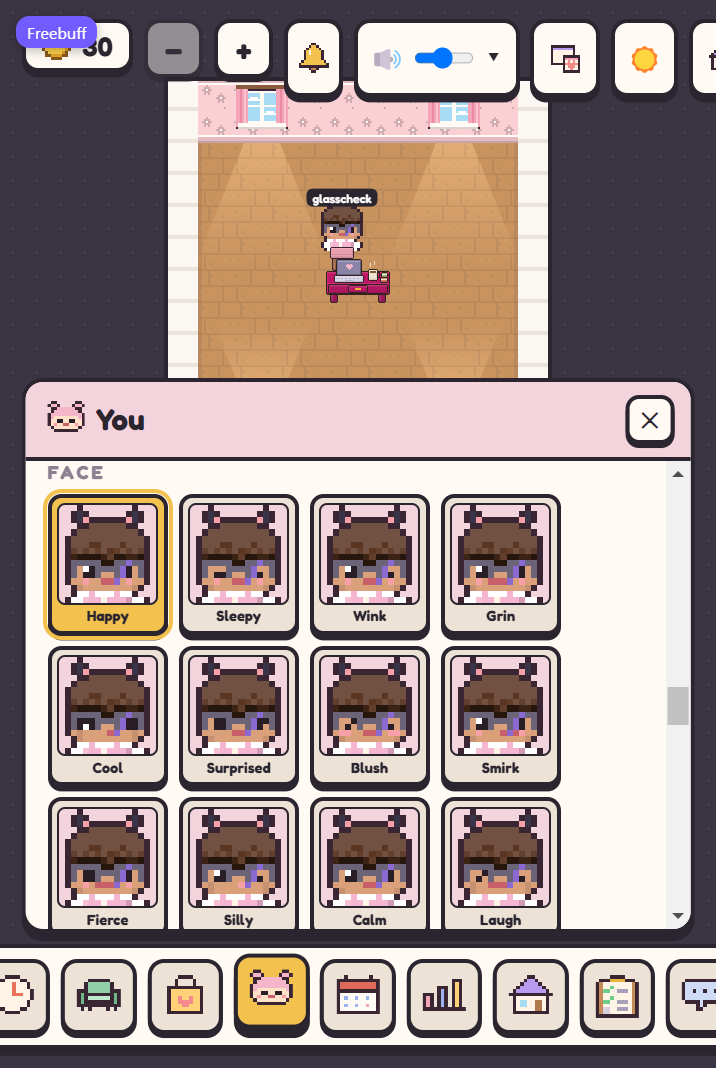 Freebuff
30
glasscheck
You
FACE
Happy
Sleepy
Wink
Grin
Cool
Surprised
Blush
Smirk
Fierce
Silly
Calm
Laugh